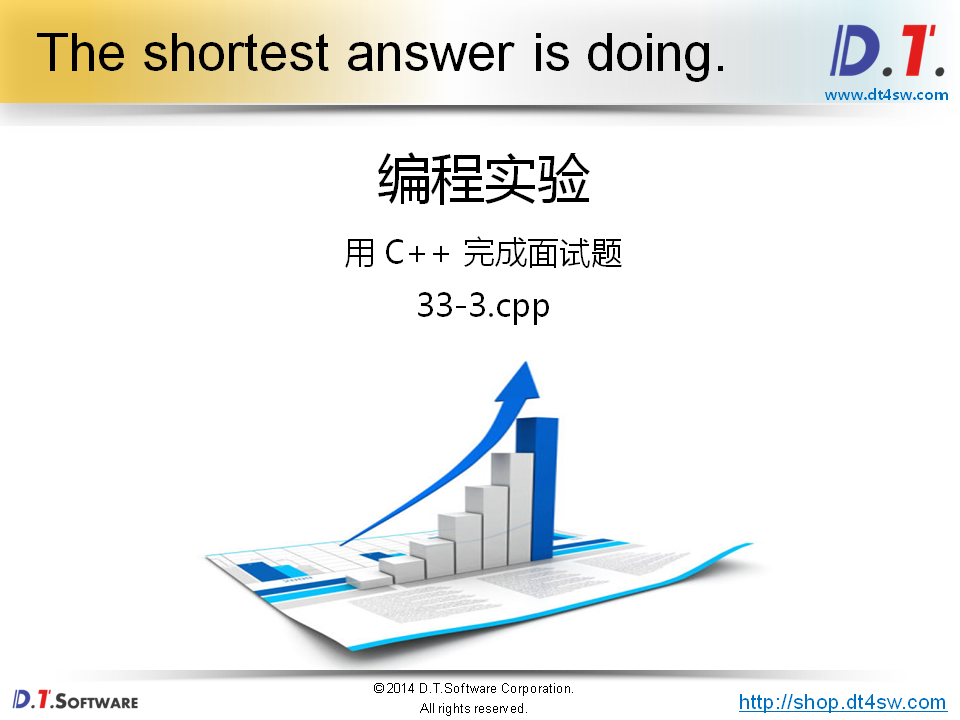 The shortest answer is doing.
D.T.
www.dt4sw.com
编程实验
用 C++ 完成面试题
33-3.cpp
D.T.SOFTWARE
©2014 D.T.Software Corporation.
All rights reserved.
http://shop.dt4sw.com